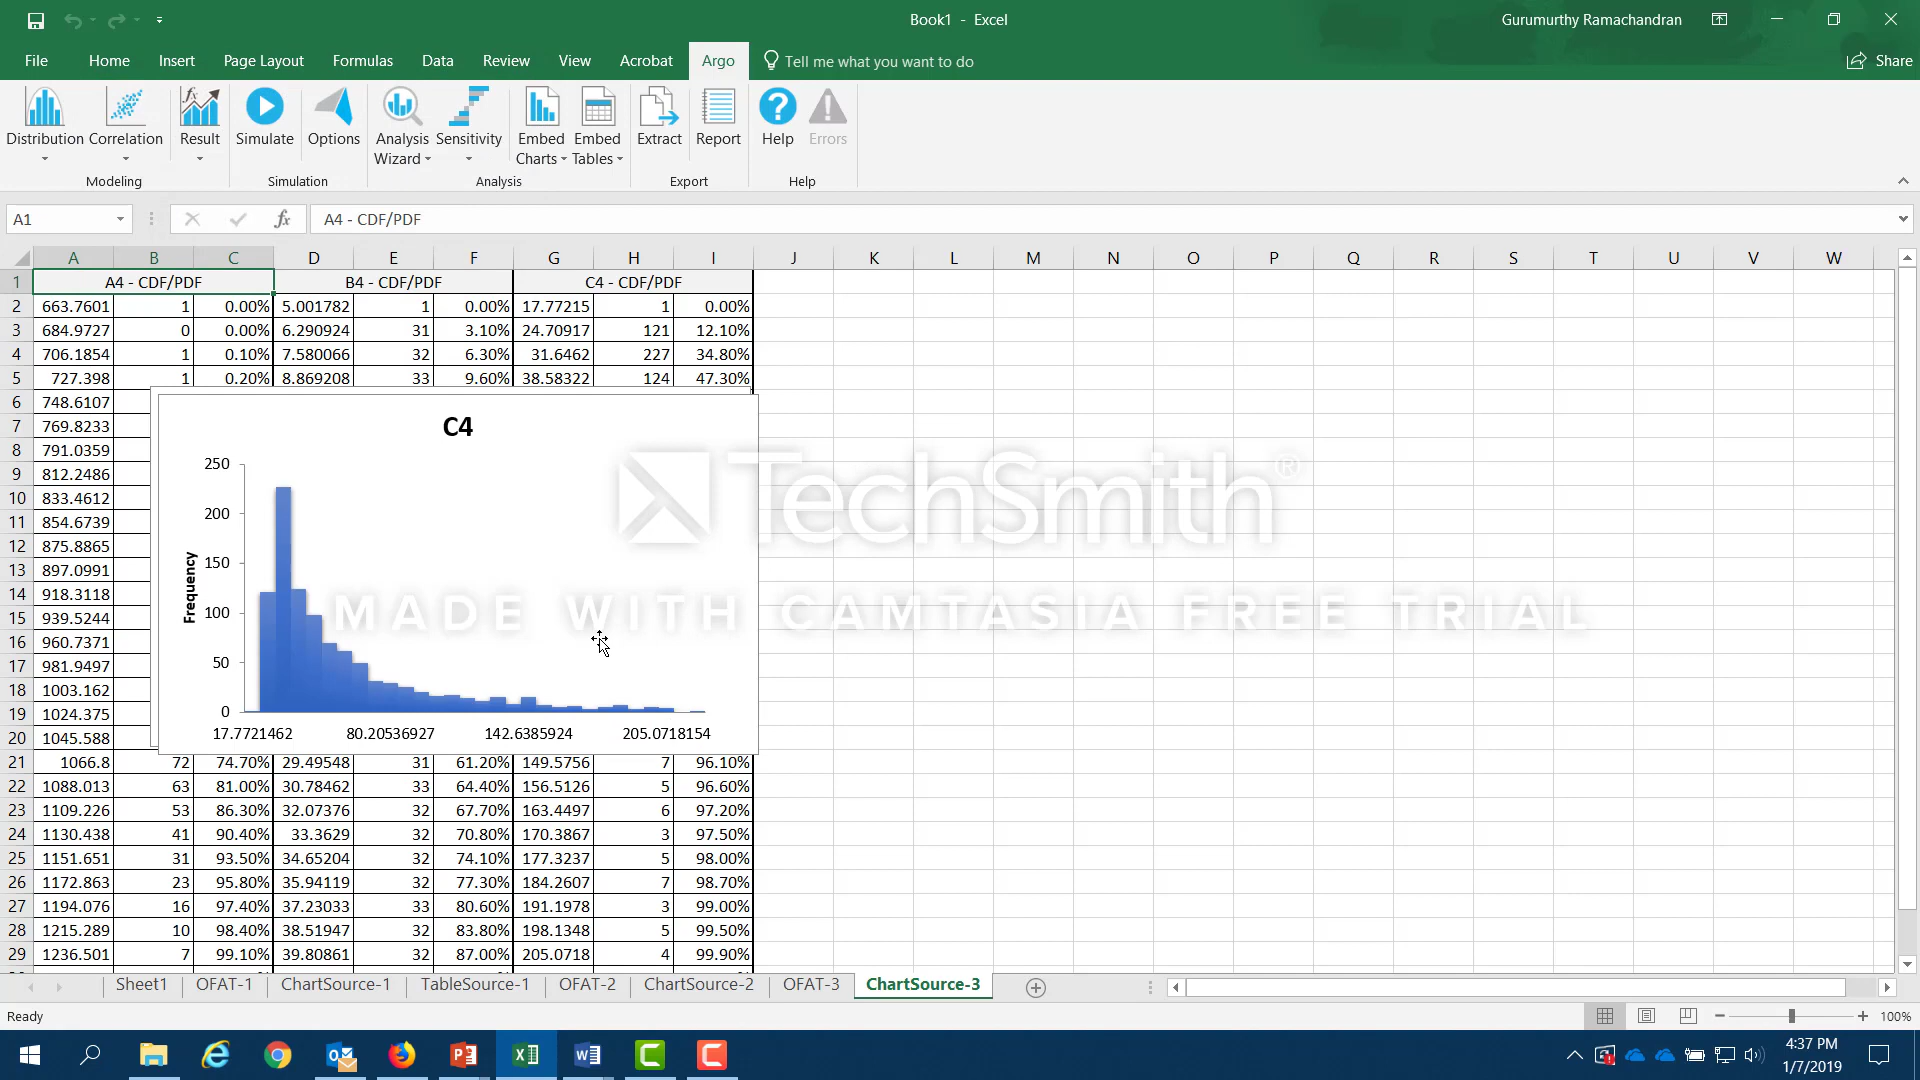 Book1 - Excel
Gurumurthy Ramachandran
File Home Insert Page Layout Formulas Data Review View Acrobat Argo Tell me what you want to do Share
Distribution Correlation Result Simulate Options Analysis Wizard Sensitivity Embed Charts Embed Tables Extract Report Help Errors
Modeling Simulation Analysis Export Help
A1 fx A4 - CDF/PDF
A B C D E F G H I J K L M N O P Q R S T U V W
1 A4 - CDF/PDF B4 - CDF/PDF C4 - CDF/PDF
2 663.7601 1 0.00% 5.001782 1 0.00% 17.77215 1 0.00%
3 684.9727 0 0.00% 6.290924 31 3.10% 24.70917 121 12.10%
4 706.1854 1 0.10% 7.580066 32 6.30% 31.6462 227 34.80%
5 727.398 1 0.20% 8.869208 33 9.60% 38.58322 124 47.30%
6 748.6107
7 769.8233
8 791.0359
9 812.2486
10 833.4612
11 854.6739
12 875.8865
13 897.0991
14 918.3118
15 939.5244
16 960.7371
17 981.9497
18 1003.162
19 1024.375
20 1045.588
C4
250
200
150
100
50
0
Frequency
17.7721462 80.20536927 142.6385924 205.0718154
TechSmith®
MADE WITH CAMTASIA FREE TRIAL
21 1066.8 72 74.70% 29.49548 31 61.20% 149.5756 7 96.10%
22 1088.013 63 81.00% 30.78462 33 64.40% 156.5126 5 96.60%
23 1109.226 53 86.30% 32.07376 32 67.70% 163.4497 6 97.20%
24 1130.438 41 90.40% 33.3629 32 70.80% 170.3867 3 97.50%
25 1151.651 31 93.50% 34.65204 32 74.10% 177.3237 5 98.00%
26 1172.863 23 95.80% 35.94119 32 77.30% 184.2607 7 98.70%
27 1194.076 16 97.40% 37.23033 33 80.60% 191.1978 3 99.00%
28 1215.289 10 98.40% 38.51947 32 83.80% 198.1348 5 99.50%
29 1236.501 7 99.10% 39.80861 32 87.00% 205.0718 4 99.90%
Sheet1 OFAT-1 ChartSource-1 TableSource-1 OFAT-2 ChartSource-2 OFAT-3 ChartSource-3
Ready 100%
4:37 PM
1/7/2019